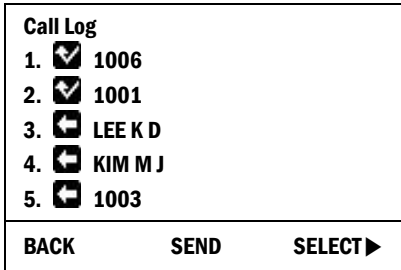 Call Log
1. 1006
2. 1001
3. LEE K D
4. KIM M J
5. 1003
BACK SEND SELECT▶